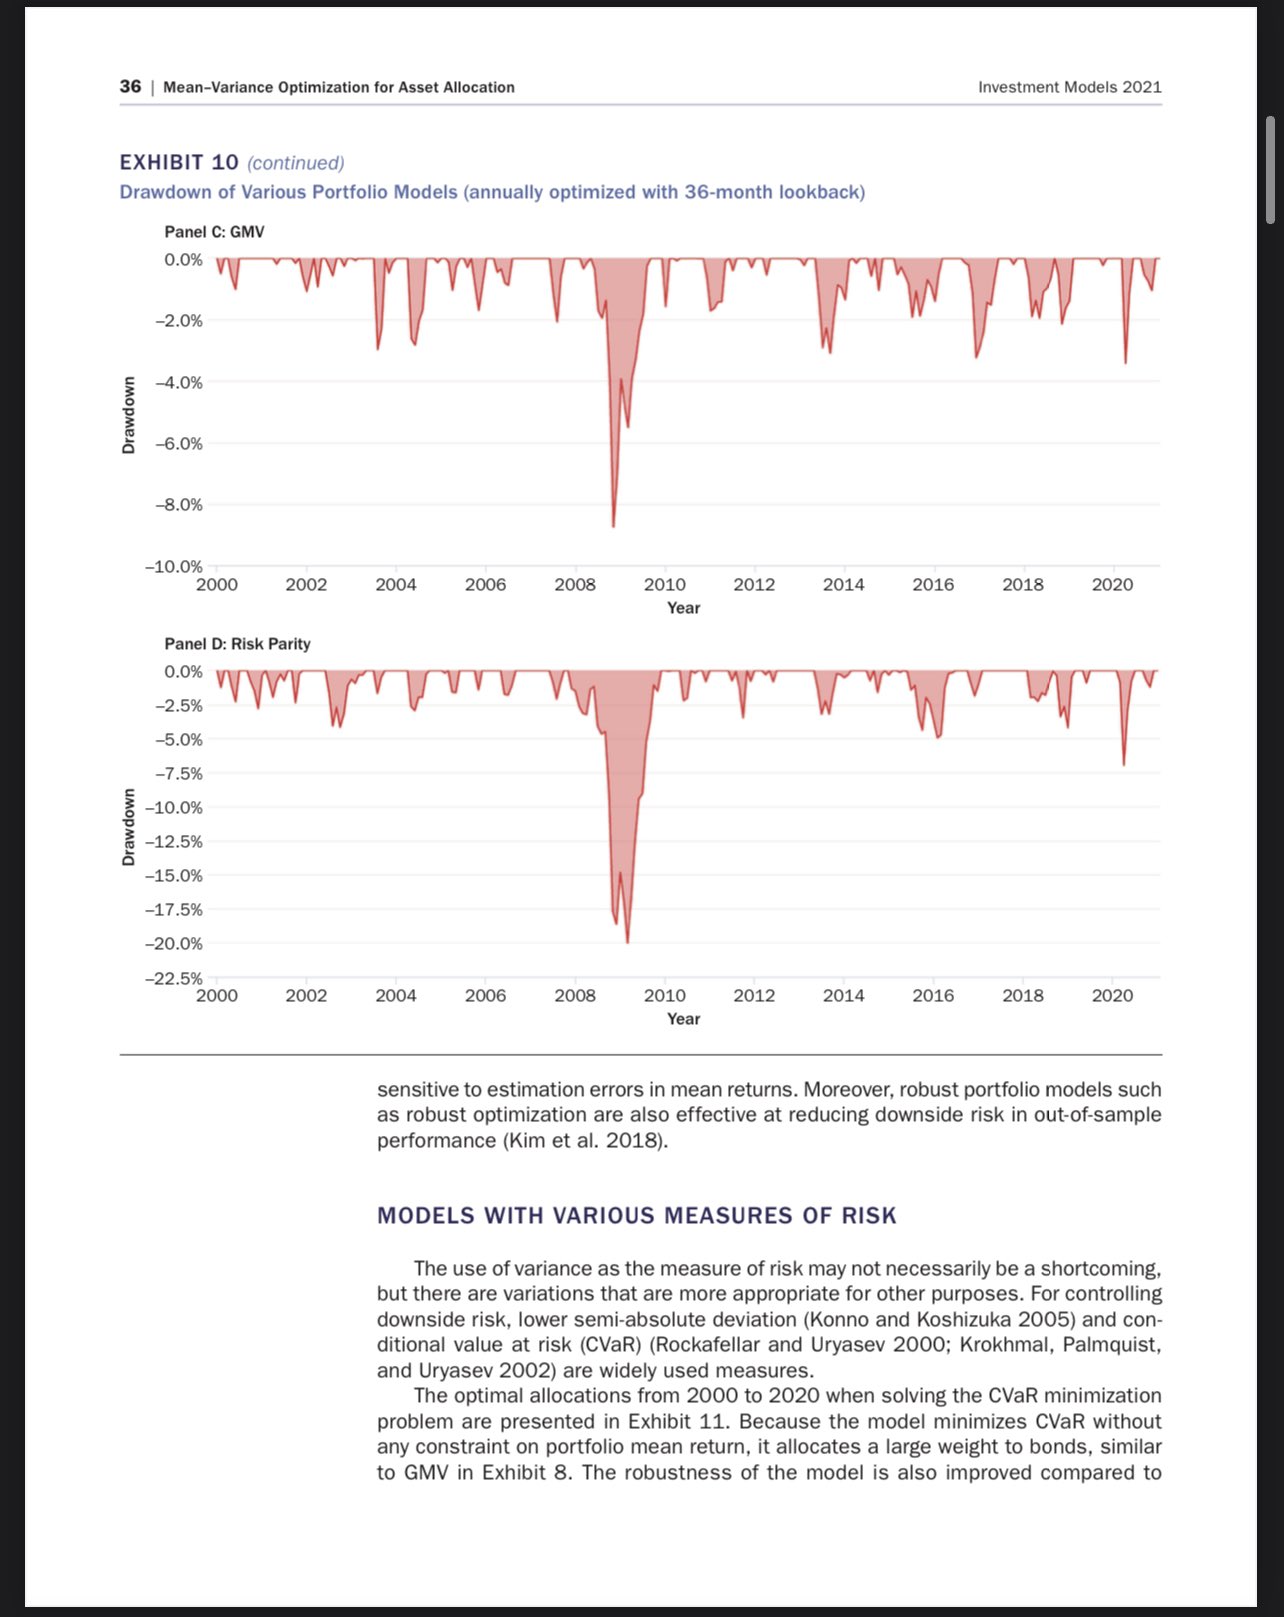 36 | Mean–Variance Optimization for Asset Allocation
Investment Models 2021
EXHIBIT 10 (continued)
Drawdown of Various Portfolio Models (annually optimized with 36-month lookback)
Panel C: GMV
Drawdown
0.0%
–2.0%
–4.0%
–6.0%
–8.0%
–10.0%
2000 2002 2004 2006 2008 2010 2012 2014 2016 2018 2020
Year
Panel D: Risk Parity
Drawdown
0.0%
–2.5%
–5.0%
–7.5%
–10.0%
–12.5%
–15.0%
–17.5%
–20.0%
–22.5%
2000 2002 2004 2006 2008 2010 2012 2014 2016 2018 2020
Year
sensitive to estimation errors in mean returns. Moreover, robust portfolio models such
as robust optimization are also effective at reducing downside risk in out-of-sample
performance (Kim et al. 2018).
MODELS WITH VARIOUS MEASURES OF RISK
The use of variance as the measure of risk may not necessarily be a shortcoming,
but there are variations that are more appropriate for other purposes. For controlling
downside risk, lower semi-absolute deviation (Konno and Koshizuka 2005) and con-
ditional value at risk (CVaR) (Rockafellar and Uryasev 2000; Krokhmal, Palmquist,
and Uryasev 2002) are widely used measures.
The optimal allocations from 2000 to 2020 when solving the CVaR minimization
problem are presented in Exhibit 11. Because the model minimizes CVaR without
any constraint on portfolio mean return, it allocates a large weight to bonds, similar
to GMV in Exhibit 8. The robustness of the model is also improved compared to